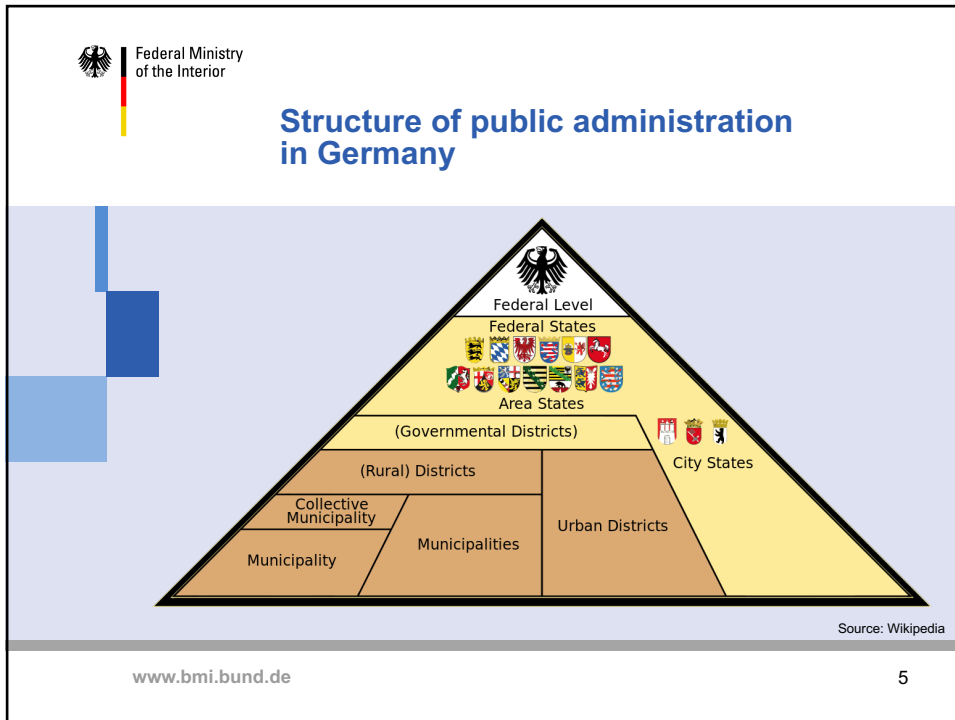 Federal Ministry
of the Interior
Structure of public administration
in Germany
Federal Level
Federal States
Area States
(Governmental Districts)
City States
(Rural) Districts
Collective
Municipality
Urban Districts
Municipalities
Municipality
Source: Wikipedia
www.bmi.bund.de
5